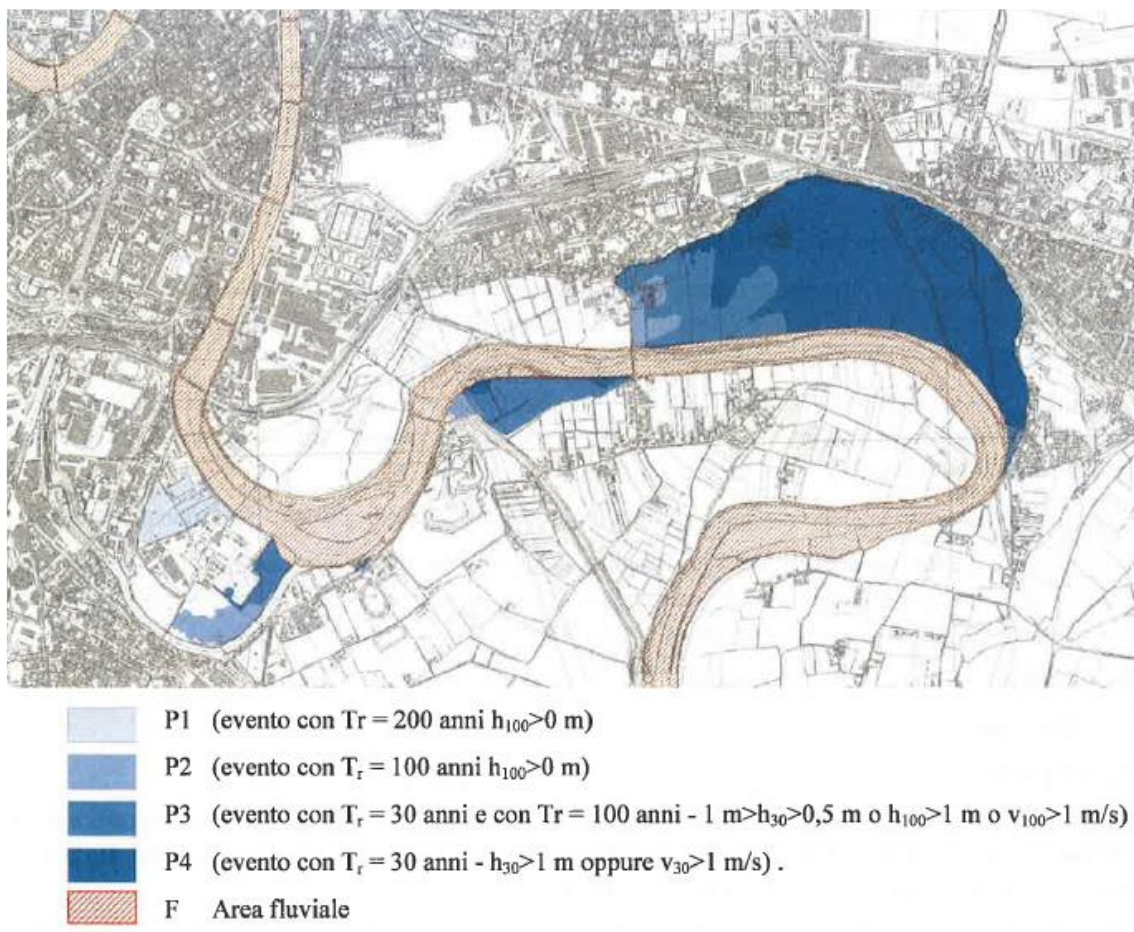 P1 (evento con Tr = 200 anni h₁₀₀>0 m)
P2 (evento con Tᵣ = 100 anni h₁₀₀>0 m)
P3 (evento con Tᵣ = 30 anni e con Tr = 100 anni - 1 m>h₃₀>0,5 m o h₁₀₀>1 m o v₁₀₀>1 m/s)
P4 (evento con Tᵣ = 30 anni - h₃₀>1 m oppure v₃₀>1 m/s) .
F Area fluviale